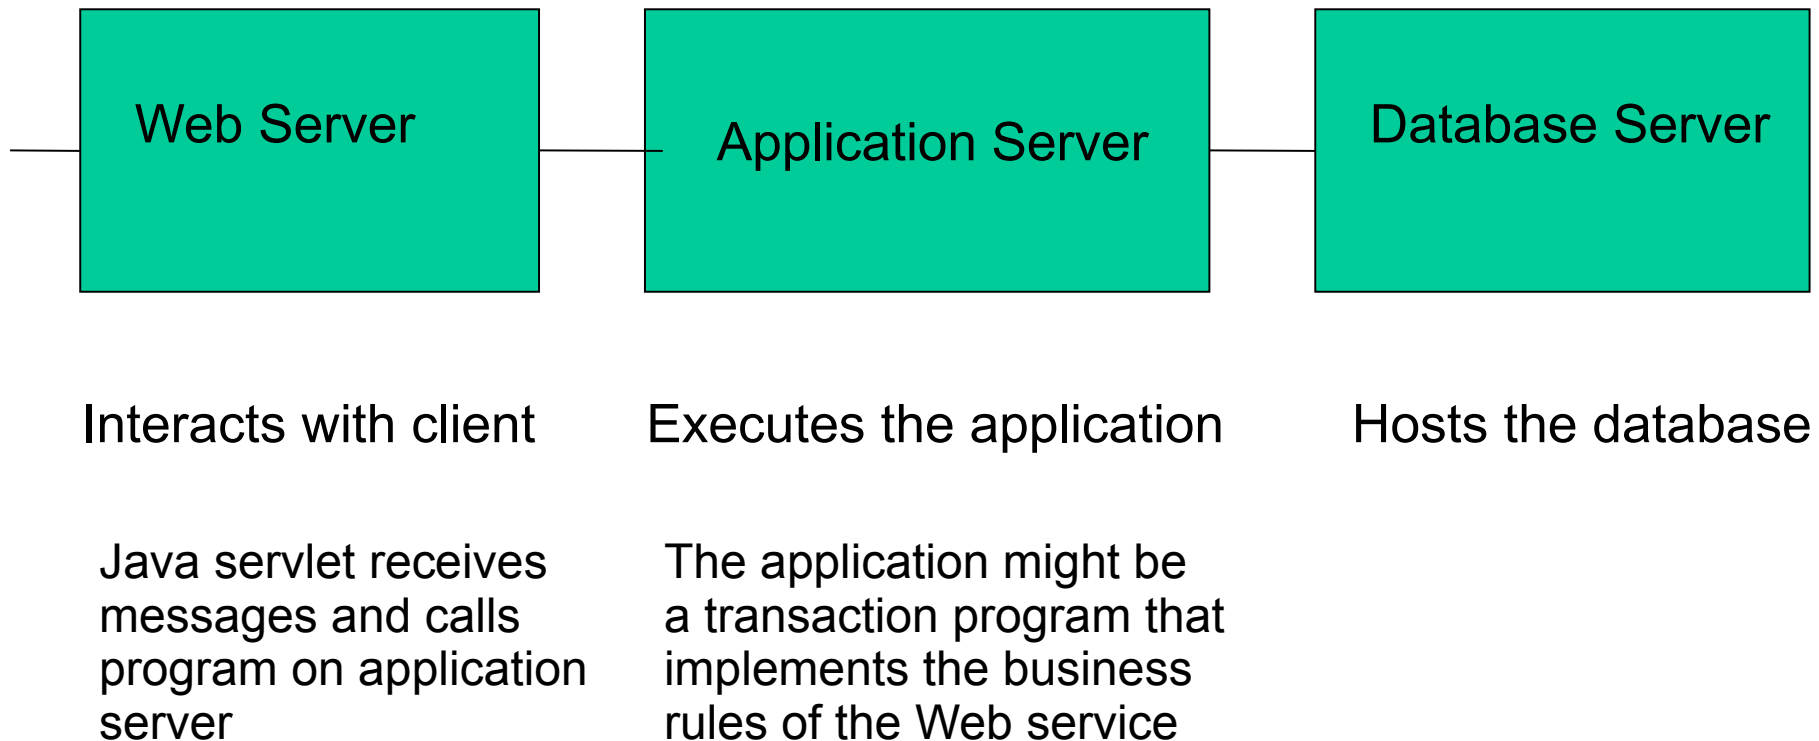 Web Server
Application Server
Database Server
Interacts with client
Executes the application
Hosts the database
Java servlet receives
messages and calls
program on application
server
The application might be
a transaction program that
implements the business
rules of the Web service